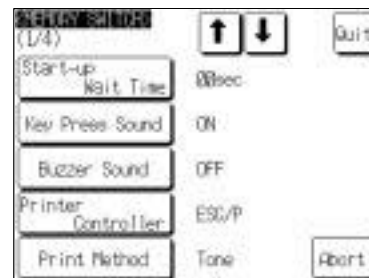 <MEMORY SWITCH>
(1/4)
↑ ↓ Quit
Start-up
Wait Time 00sec
Key Press Sound ON
Buzzer Sound OFF
Printer
Controller ESC/P
Print Method Tone
Abort